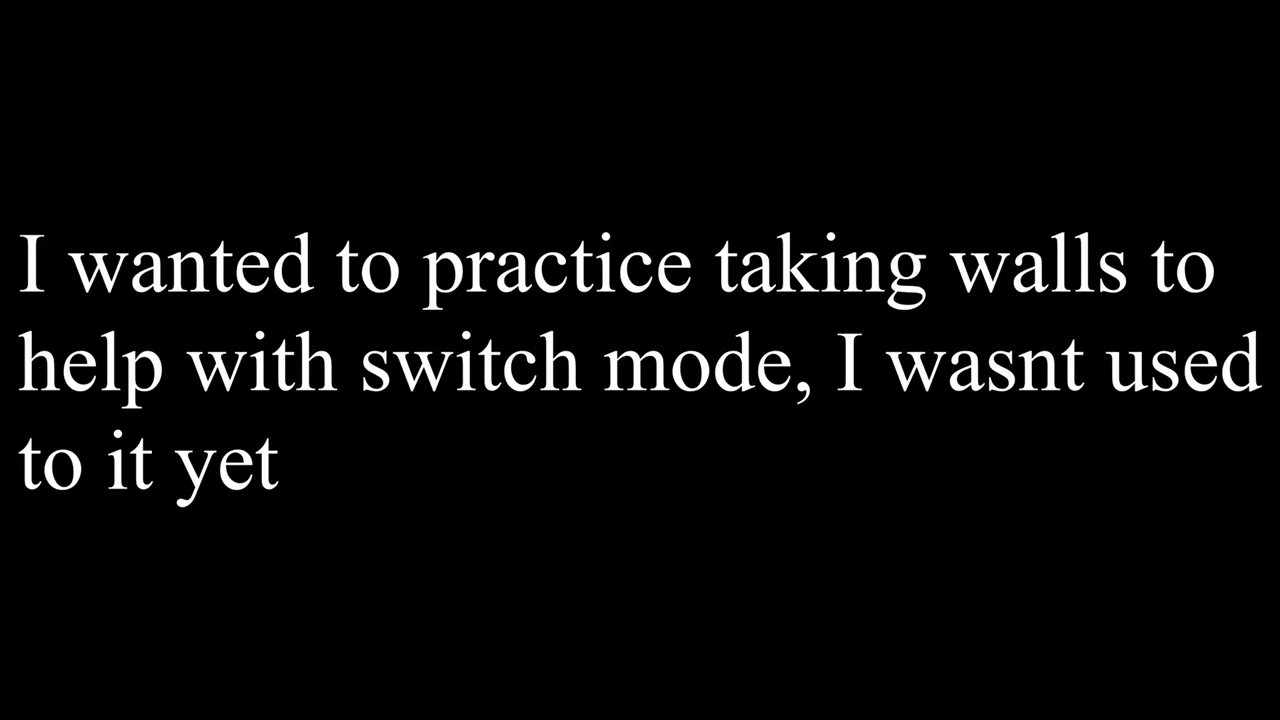 I wanted to practice taking walls to
help with switch mode, I wasnt used
to it yet